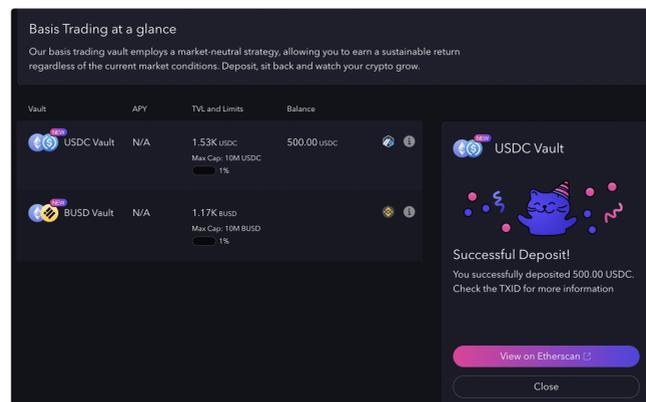 Basis Trading at a glance
Our basis trading vault employs a market-neutral strategy, allowing you to earn a sustainable return
regardless of the current market conditions. Deposit, sit back and watch your crypto grow.
Vault APY TVL and Limits Balance
NEW
USDC Vault N/A 1.53K USDC 500.00 USDC
Max Cap: 10M USDC
1%
NEW
BUSD Vault N/A 1.17K BUSD
Max Cap: 10M BUSD
1%
NEW
USDC Vault
Successful Deposit!
You successfully deposited 500.00 USDC.
Check the TXID for more information
View on Etherscan
Close